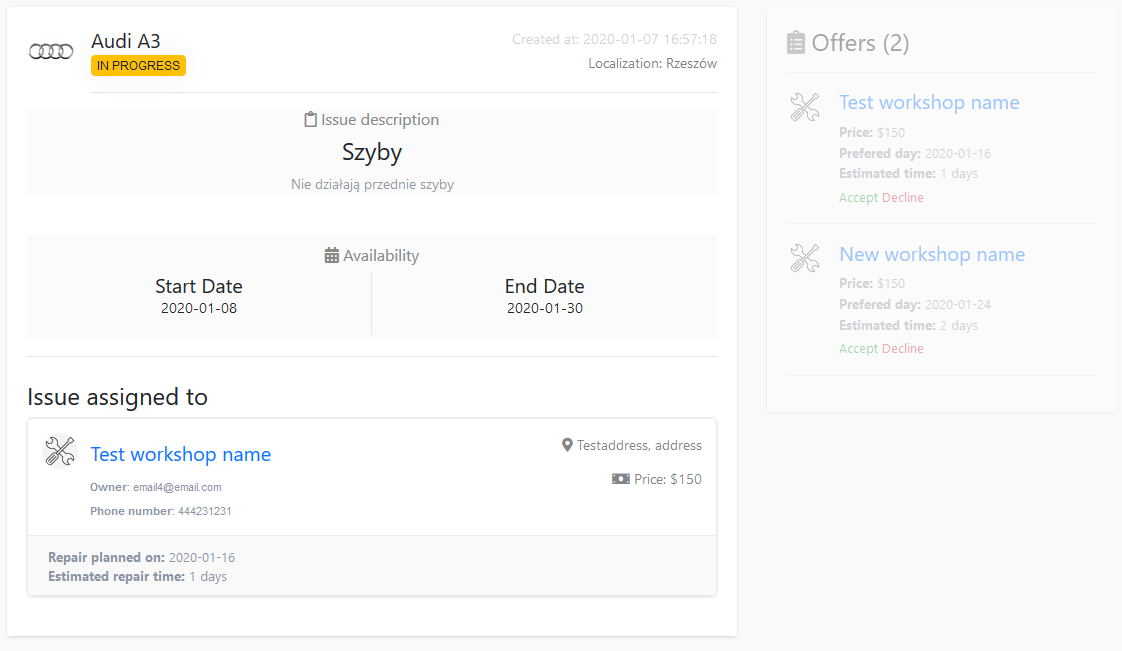 Audi A3
IN PROGRESS
Created at: 2020-01-07 16:57:18
Localization: Rzeszów
Issue description
Szyby
Nie działają przednie szyby
Availability
Start Date
2020-01-08
End Date
2020-01-30
Issue assigned to
Test workshop name
Owner: email4@email.com
Phone number: 444231231
Testaddress, address
Price: $150
Repair planned on: 2020-01-16
Estimated repair time: 1 days
Offers (2)
Test workshop name
Price: $150
Prefered day: 2020-01-16
Estimated time: 1 days
Accept Decline
New workshop name
Price: $150
Prefered day: 2020-01-24
Estimated time: 2 days
Accept Decline